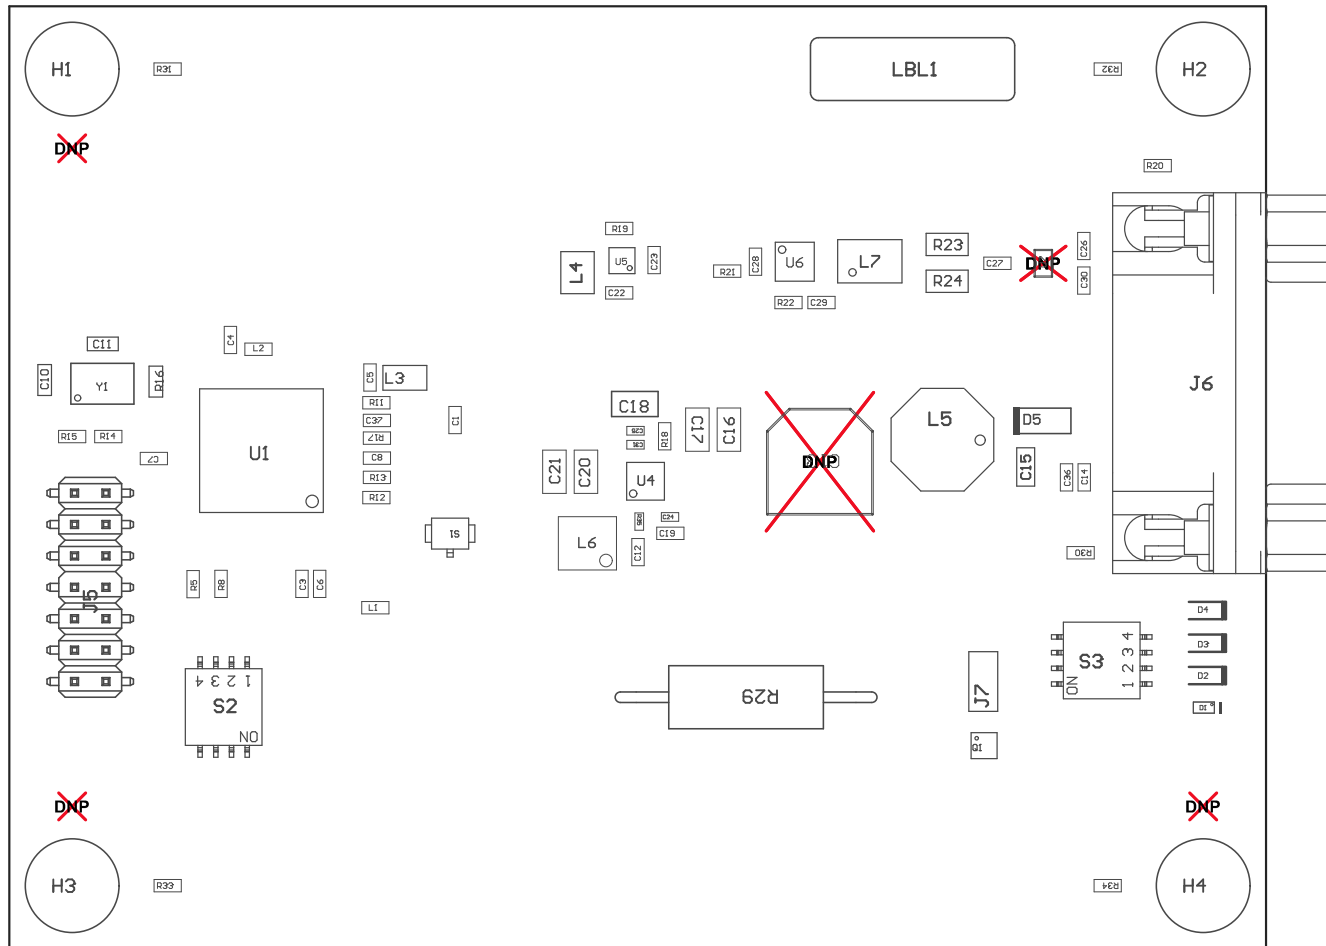 H1
R31
LBL1
R32
H2
DNP
R20
R19
L4
U5
C23
C22
R21
C28
U6
L7
R22
C29
R23
R24
C27
DNP
C26
C30
C11
C10
Y1
R16
C4
L2
C5
L3
R11
C37
R17
C8
R13
R12
C1
R15
R14
C7
U1
C18
R18
C17
C16
C21
C20
U4
C24
C19
C12
L6
DNP
L5
D5
C15
C36
C14
J6
R30
S1
J5
R5
R8
C3
C6
L1
1 2 3 4
S2
ON
R29
J7
Q1
S3
1 2 3 4
ON
D4
D3
D2
D1
DNP
DNP
H3
R33
R34
H4